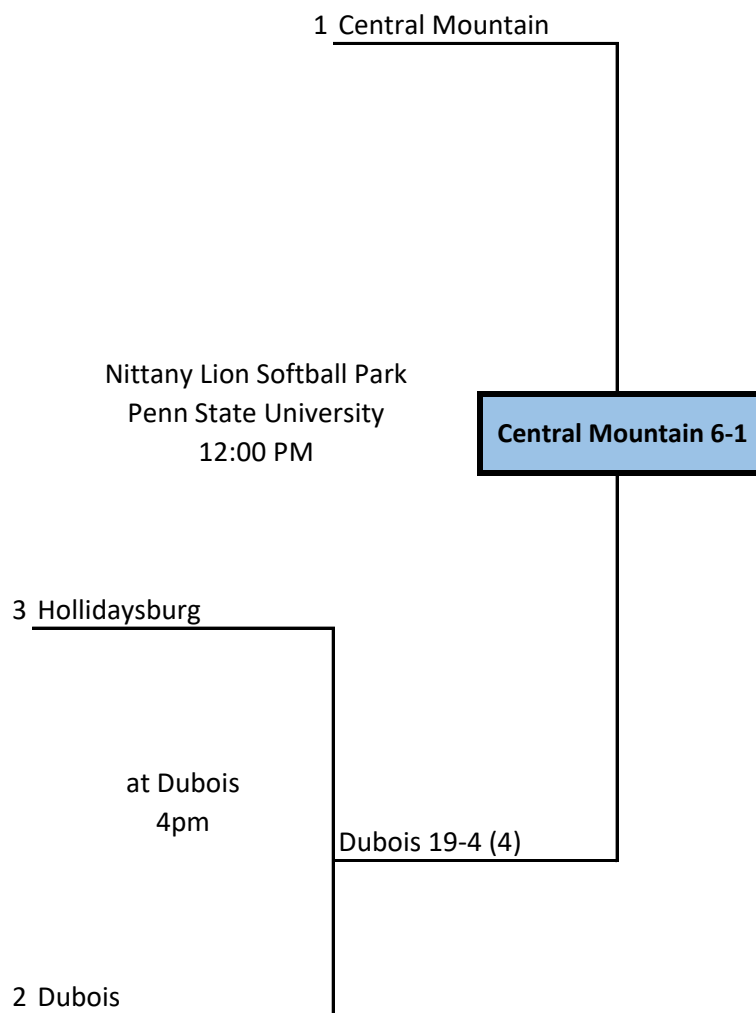 1 Central Mountain
Nittany Lion Softball Park
Penn State University
12:00 PM
Central Mountain 6-1
3 Hollidaysburg
at Dubois
4pm
Dubois 19-4 (4)
2 Dubois